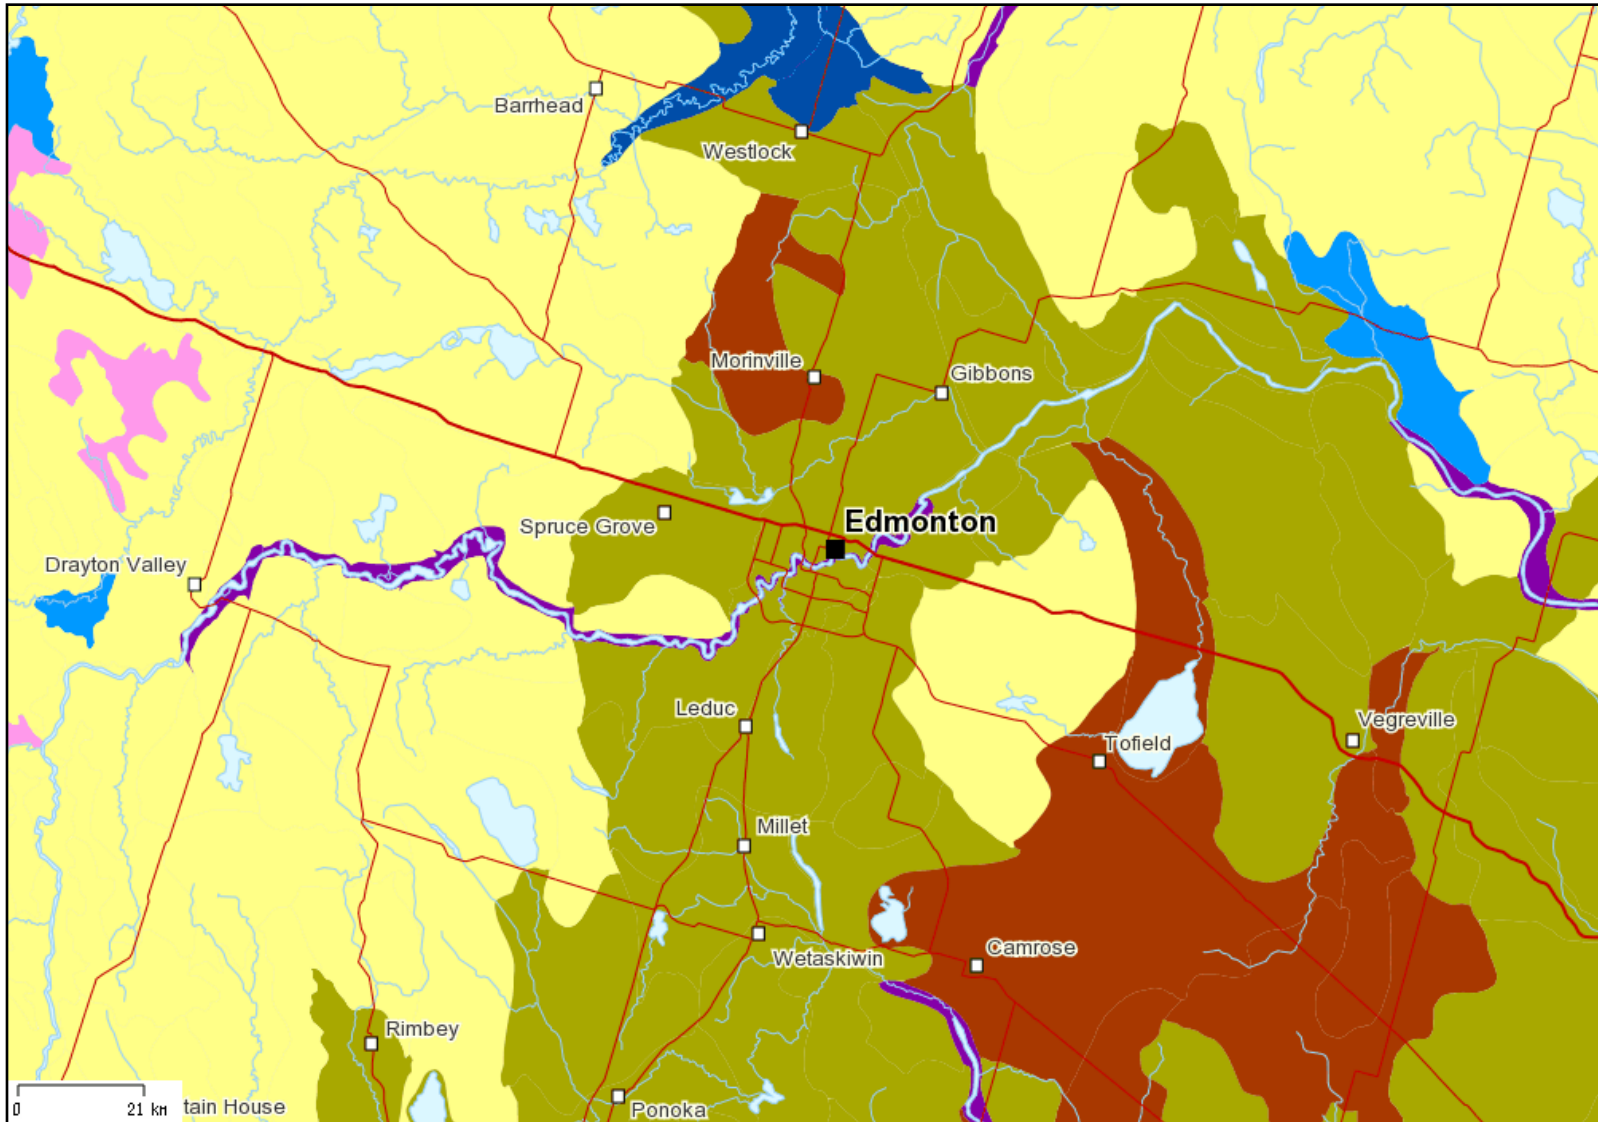 Barrhead
Westlock
Morinville
Gibbons
Spruce Grove
Edmonton
Drayton Valley
Leduc
Vegreville
Tofield
Millet
Wetaskiwin
Camrose
Rimbey
Ponoka
0 21 km
tain House